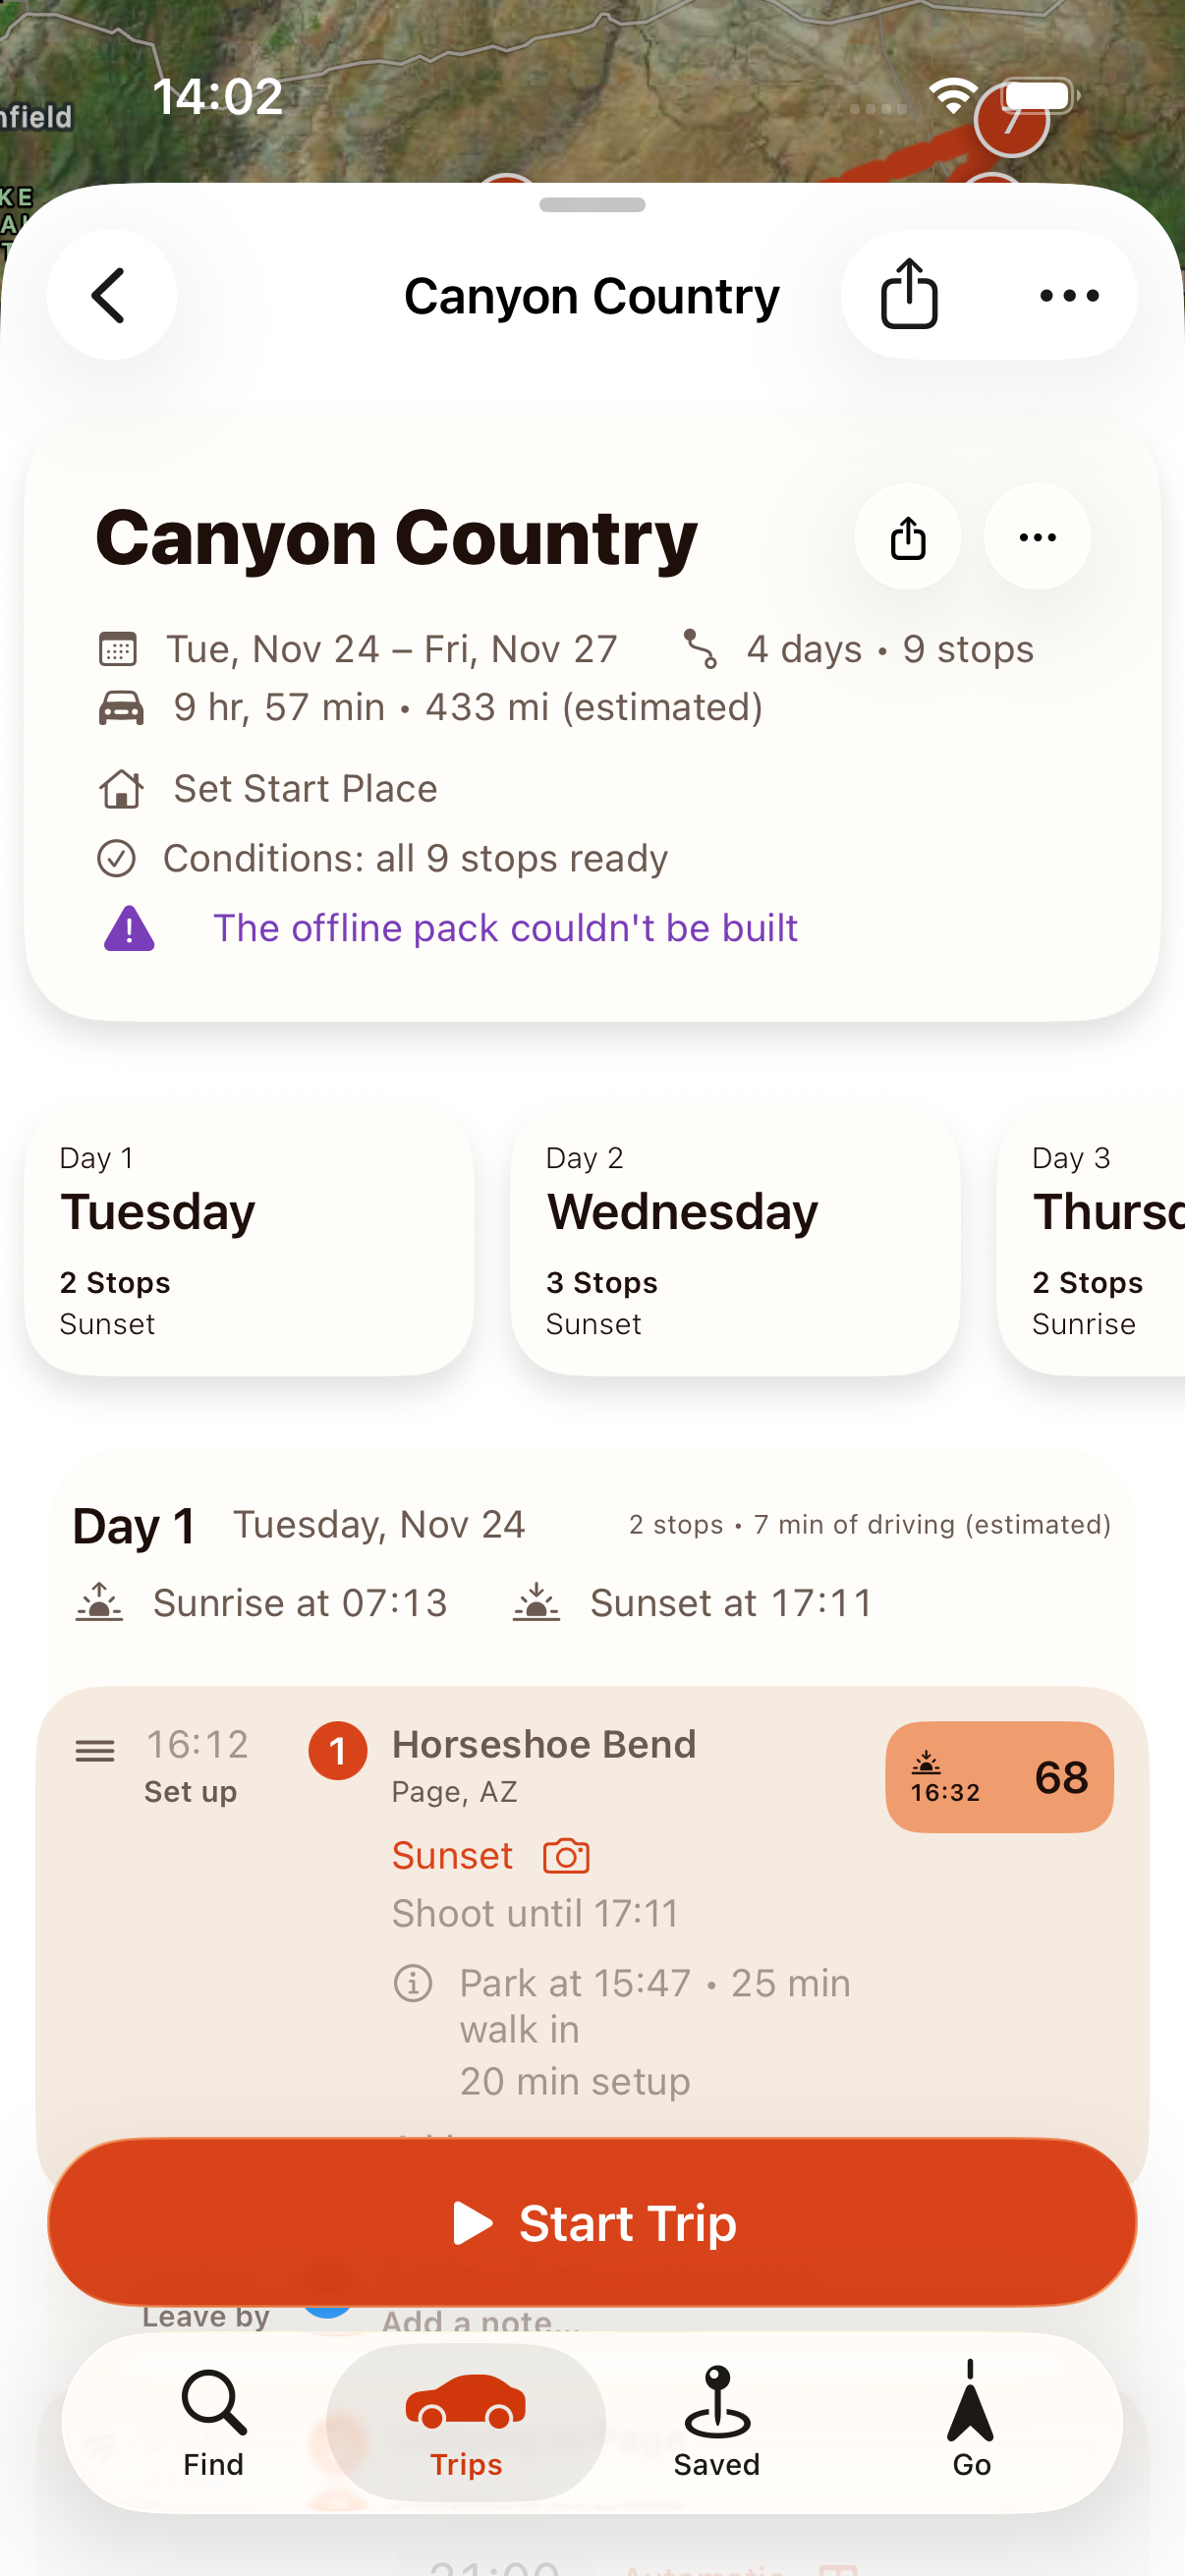 14:02
nfield
KE
7
Canyon Country
Canyon Country
Tue, Nov 24 – Fri, Nov 27 4 days • 9 stops
9 hr, 57 min • 433 mi (estimated)
Set Start Place
Conditions: all 9 stops ready
The offline pack couldn't be built
Day 1 Day 2 Day 3
Tuesday Wednesday Thursd
2 Stops 3 Stops 2 Stops
Sunset Sunset Sunrise
Day 1 Tuesday, Nov 24 2 stops • 7 min of driving (estimated)
Sunrise at 07:13 Sunset at 17:11
16:12 1 Horseshoe Bend 16:32 68
Set up Page, AZ
Sunset
Shoot until 17:11
Park at 15:47 • 25 min
walk in
20 min setup
Start Trip
Leave by Add a note...
Find Trips Saved Go
21:00 Automatic